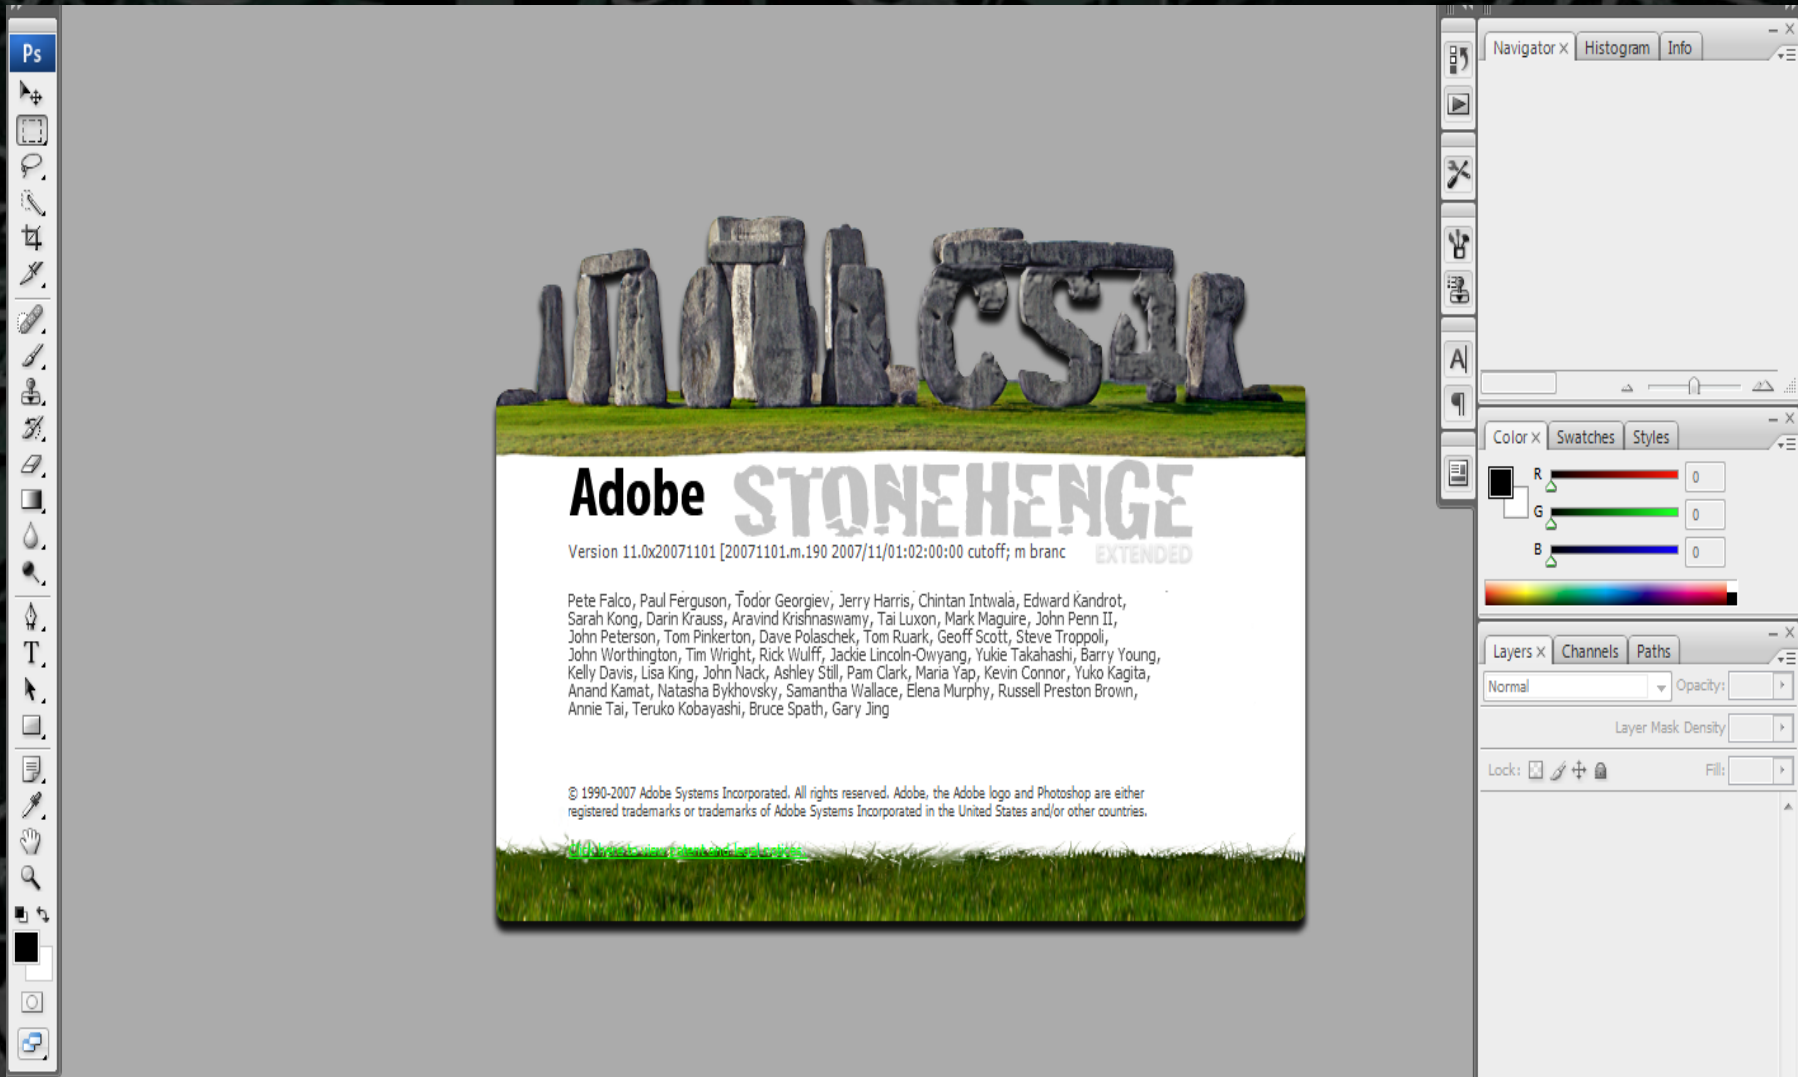 Ps
Navigator
Histogram
Info
CS4
Color
Swatches
Styles
R
0
G
0
B
0
Adobe STONEHENGE
EXTENDED
Version 11.0x20071101 [20071101.m.190 2007/11/01:02:00:00 cutoff; m branc
Pete Falco, Paul Ferguson, Todor Georgiev, Jerry Harris, Chintan Intwala, Edward Kandrot,
Sarah Kong, Darin Krauss, Aravind Krishnaswamy, Tai Luxon, Mark Maguire, John Penn II,
John Peterson, Tom Pinkerton, Dave Polaschek, Tom Ruark, Geoff Scott, Steve Troppoli,
John Worthington, Tim Wright, Rick Wulff, Jackie Lincoln-Owyang, Yukie Takahashi, Barry Young,
Kelly Davis, Lisa King, John Nack, Ashley Still, Pam Clark, Maria Yap, Kevin Connor, Yuko Kagita,
Anand Kamat, Natasha Bykhovsky, Samantha Wallace, Elena Murphy, Russell Preston Brown,
Annie Tai, Teruko Kobayashi, Bruce Spath, Gary Jing
© 1990-2007 Adobe Systems Incorporated. All rights reserved. Adobe, the Adobe logo and Photoshop are either
registered trademarks or trademarks of Adobe Systems Incorporated in the United States and/or other countries.
Click here to view patent and legal notices.
Layers
Channels
Paths
Normal
Opacity:
Layer Mask Density
Lock:
Fill: